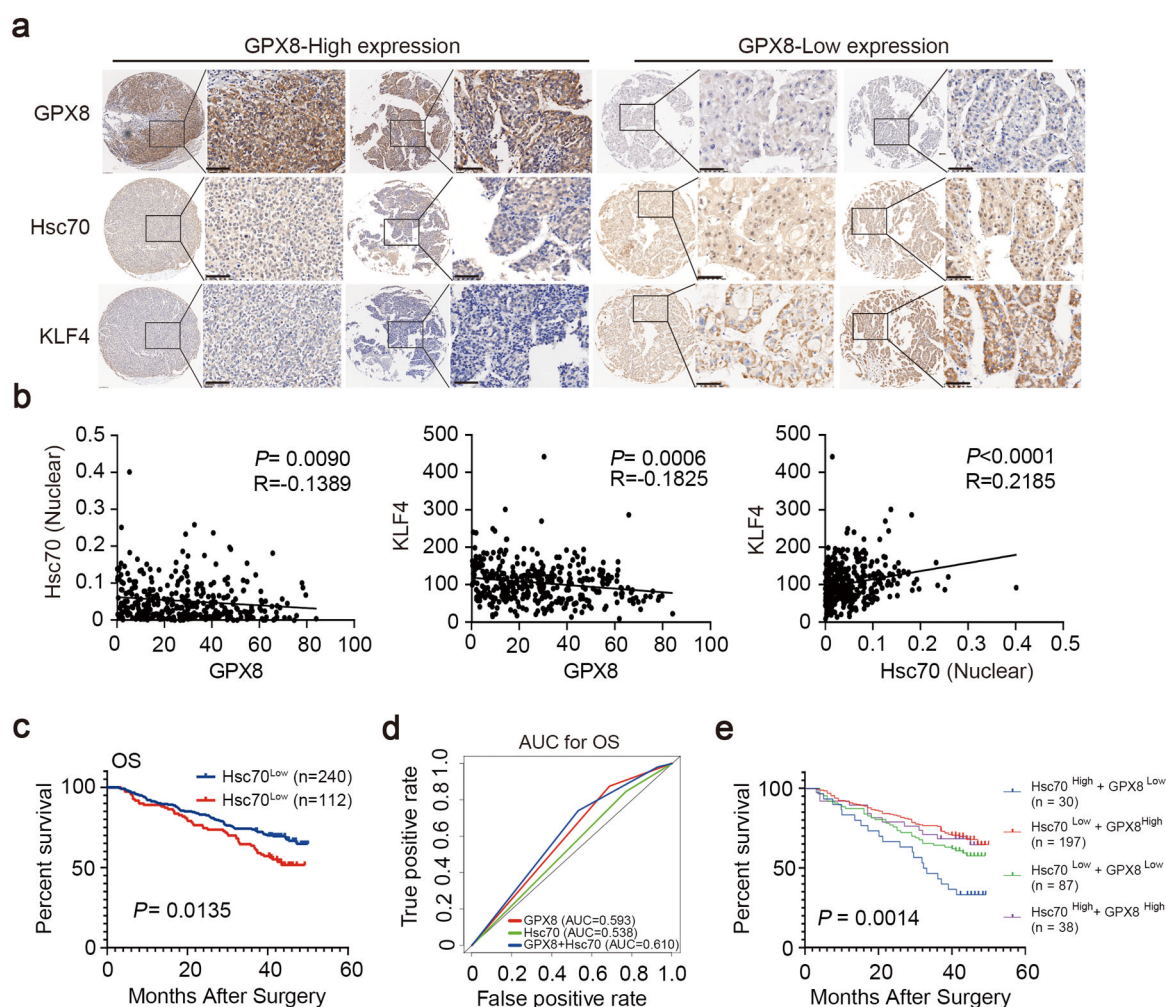 a
GPX8-High expression
GPX8-Low expression
GPX8
Hsc70
KLF4
b
Hsc70 (Nuclear)
0.5
0.4
0.3
0.2
0.1
0
P= 0.0090
R=-0.1389
0 20 40 60 80 100
GPX8
KLF4
500
400
300
200
100
0
P= 0.0006
R=-0.1825
0 20 40 60 80 100
GPX8
KLF4
500
400
300
200
100
0
P<0.0001
R=0.2185
0 0.1 0.2 0.3 0.4 0.5
Hsc70 (Nuclear)
c
OS
Percent survival
100
50
0
Hsc70Low (n=240)
Hsc70Low (n=112)
P= 0.0135
0 20 40 60
Months After Surgery
d
AUC for OS
True positive rate
1.0
0.8
0.6
0.4
0.2
0
GPX8 (AUC=0.593)
Hsc70 (AUC=0.538)
GPX8+Hsc70 (AUC=0.610)
0 0.2 0.4 0.6 0.8 1.0
False positive rate
e
Percent survival
100
50
0
P = 0.0014
0 20 40 60
Months After Surgery
Hsc70 High + GPX8 Low
(n = 30)
Hsc70 Low + GPX8High
(n = 197)
Hsc70 Low + GPX8 Low
(n = 87)
Hsc70 High + GPX8 High
(n = 38)